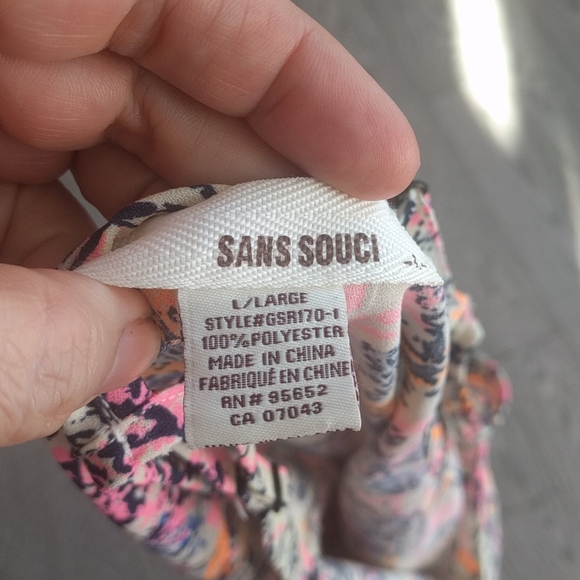 SANS SOUCI
L/LARGE
STYLE#GSR170-1
100%POLYESTER
MADE IN CHINA
FABRIQUÉ EN CHINE
RN# 95652
CA 07043